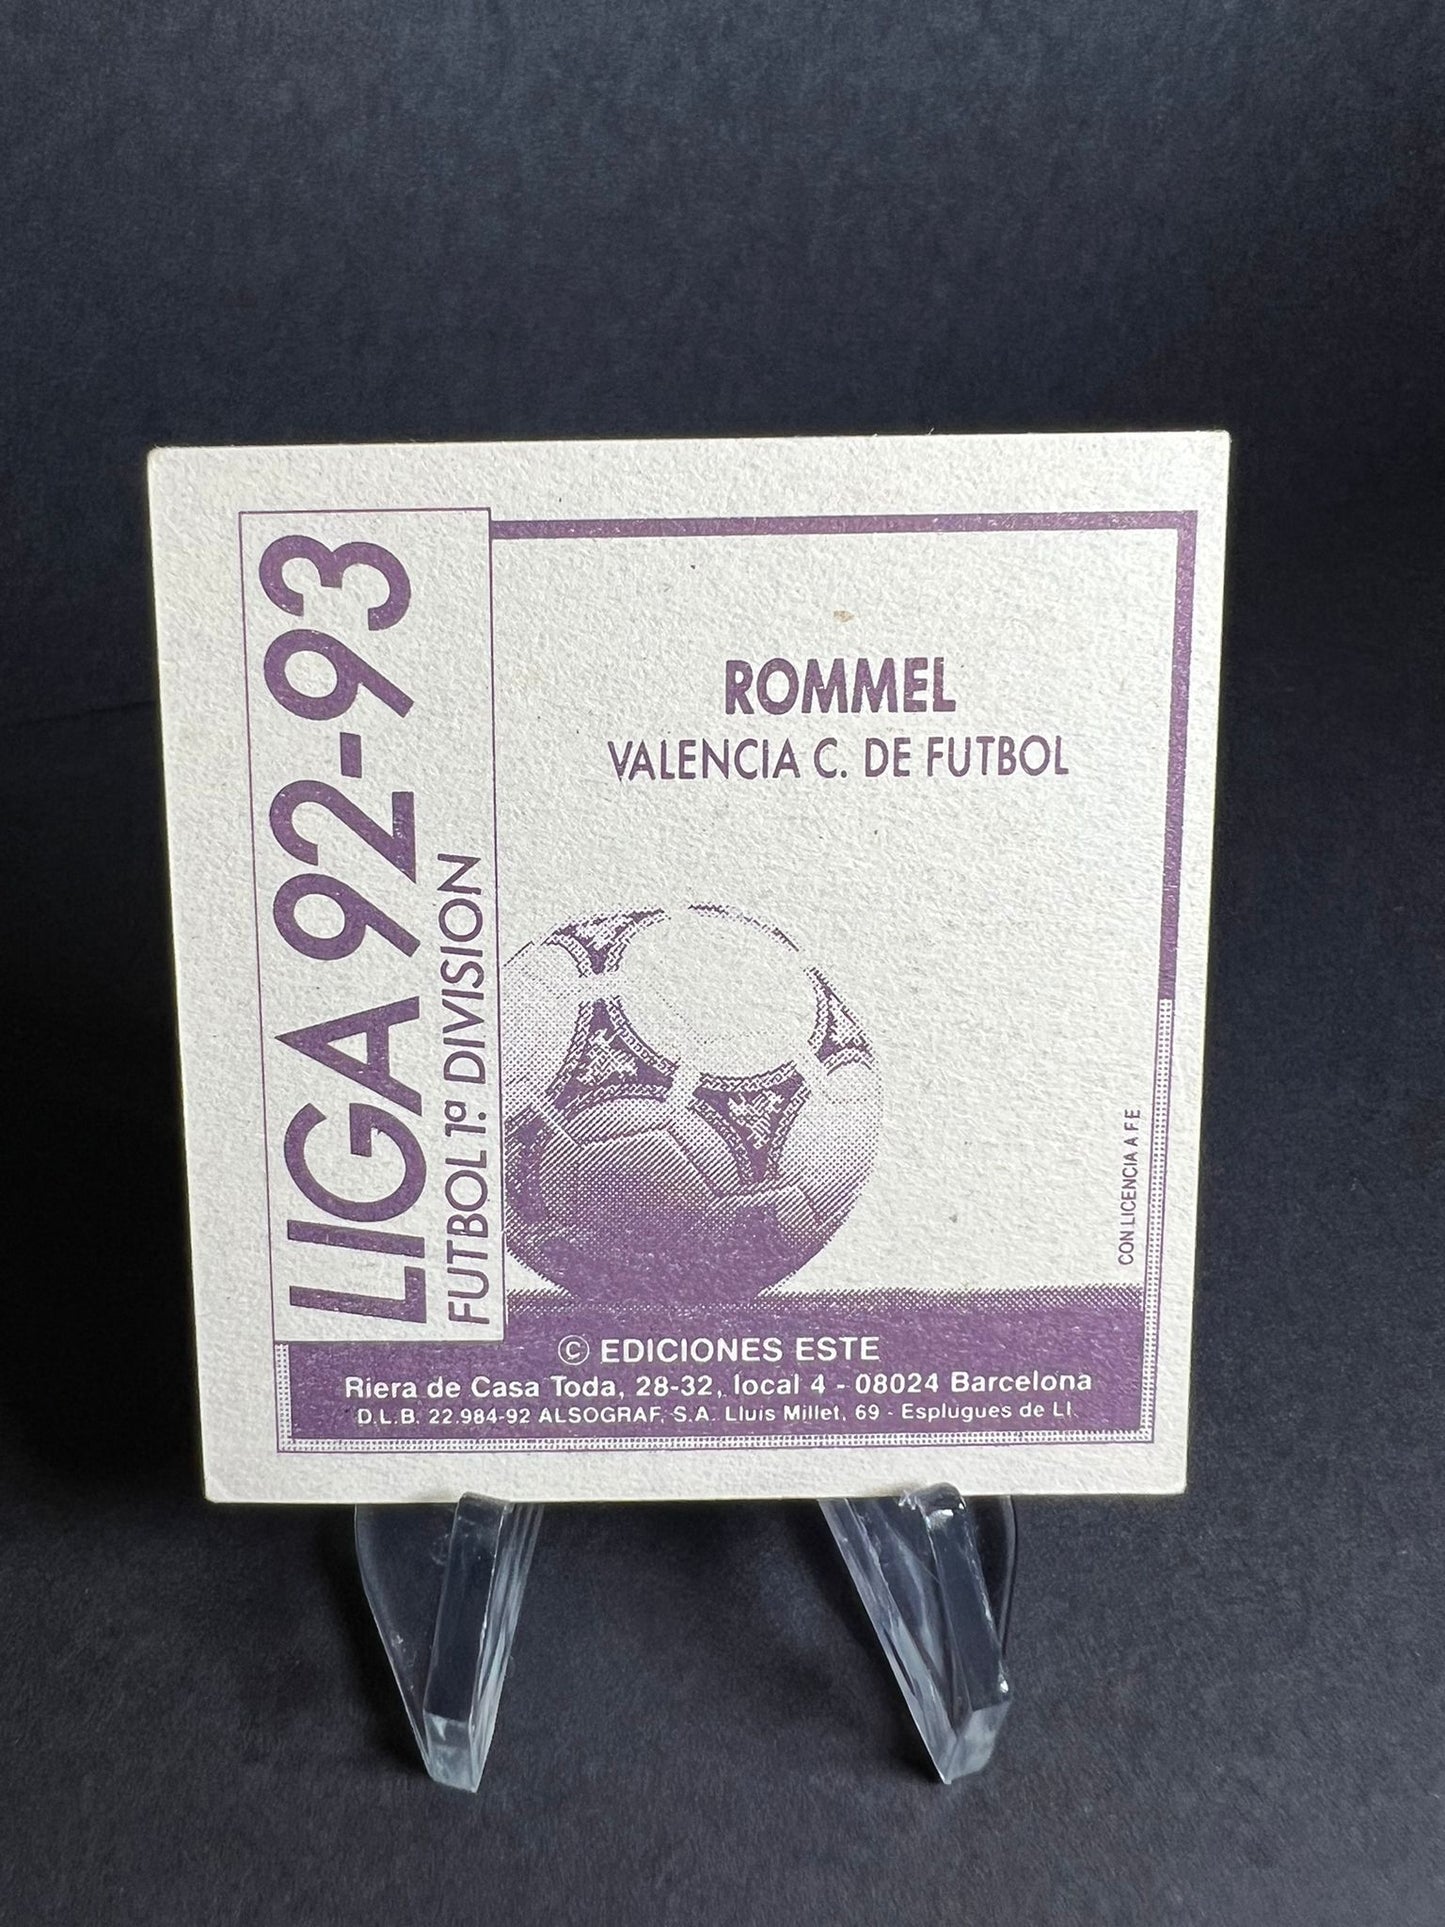 LIGA 92-93
FUTBOL 1ª DIVISION
ROMMEL
VALENCIA C. DE FUTBOL
CON LICENCIA A F E
© EDICIONES ESTE
Riera de Casa Toda, 28-32, local 4 - 08024 Barcelona
D.L.B. 22.984-92 ALSOGRAF, S.A. Lluis Millet, 69 - Esplugues de Ll.